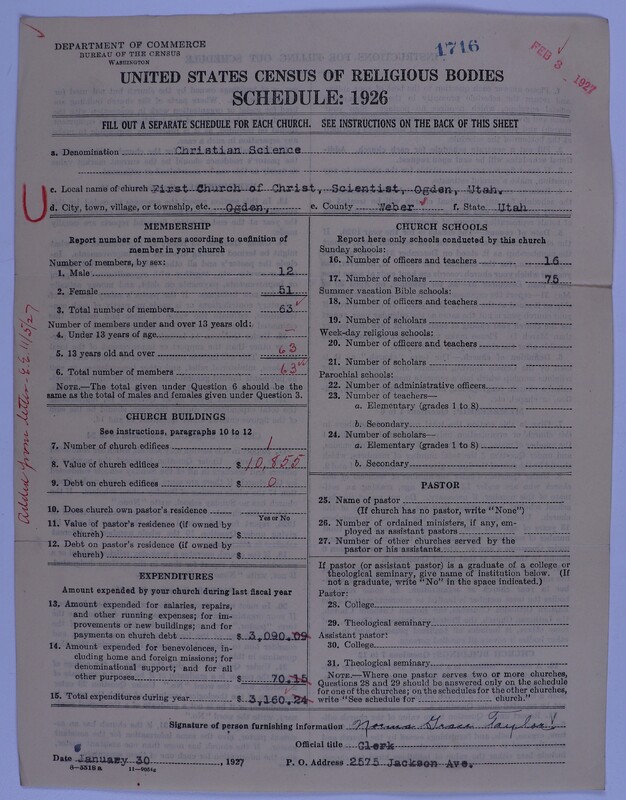 DEPARTMENT OF COMMERCE
BUREAU OF THE CENSUS
WASHINGTON
1716
FEB 3 1927
UNITED STATES CENSUS OF RELIGIOUS BODIES
SCHEDULE: 1926
FILL OUT A SEPARATE SCHEDULE FOR EACH CHURCH. SEE INSTRUCTIONS ON THE BACK OF THIS SHEET
a. Denomination Christian Science
c. Local name of church First Church of Christ, Scientist, Ogden, Utah.
d. City, town, village, or township, etc. Ogden, e. County Weber f. State Utah
MEMBERSHIP
Report number of members according to definition of member in your church
Number of members, by sex:
1. Male 12
2. Female 51
3. Total number of members 63
Number of members under and over 13 years old:
4. Under 13 years of age —
5. 13 years old and over 63
6. Total number of members 63
NOTE.—The total given under Question 6 should be
same as the total of males and females given under Question 3.
CHURCH BUILDINGS
See instructions, paragraphs 10 to 12
7. Number of church edifices 1
8. Value of church edifices $ 10,855
9. Debt on church edifices $ 0
10. Does church own pastor's residence
Yes or No
11. Value of pastor's residence (if owned by
church) $
12. Debt on pastor's residence (if owned by
church) $
EXPENDITURES
Amount expended by your church during last fiscal year
13. Amount expended for salaries, repairs,
and other running expenses; for im-
provements or new buildings; and for
payments on church debt $ 3,090.09
14. Amount expended for benevolences, in-
cluding home and foreign missions; for
denominational support; and for all
other purposes $ 70.15
15. Total expenditures during year $ 3,160.24
CHURCH SCHOOLS
Report here only schools conducted by this church
Sunday schools:
16. Number of officers and teachers 16
17. Number of scholars 75
Summer vacation Bible schools:
18. Number of officers and teachers
19. Number of scholars
Week-day religious schools:
20. Number of officers and teachers
21. Number of scholars
Parochial schools:
22. Number of administrative officers
23. Number of teachers—
a. Elementary (grades 1 to 8)
b. Secondary
24. Number of scholars—
a. Elementary (grades 1 to 8)
b. Secondary
PASTOR
25. Name of pastor
(If church has no pastor, write "None")
26. Number of ordained ministers, if any, em-
ployed as assistant pastors
27. Number of other churches served by the
pastor or his assistants
If pastor (or assistant pastor) is a graduate of a college or
theological seminary, give name of institution below. (If
not a graduate, write "No" in the space indicated.)
Pastor:
28. College
29. Theological seminary
Assistant pastor:
30. College
31. Theological seminary
NOTE.—Where one pastor serves two or more churches,
Questions 28 and 29 should be answered only on the schedule
for one of the churches; on the schedules for the other churches,
write "See schedule for church."
Signature of person furnishing information Norma Grace Taylor
Official title Clerk
Date January 30, 1927 P. O. Address 2575 Jackson Ave.
added from letter 11/5/27